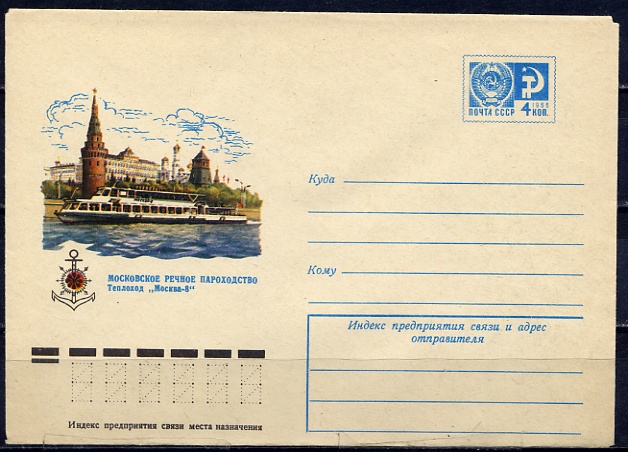 1966
ПОЧТА СССР 4 КОП.
Куда
Кому
МОСКОВСКОЕ РЕЧНОЕ ПАРОХОДСТВО
Теплоход „Москва-8“
Индекс предприятия связи и адрес
отправителя
Индекс предприятия связи места назначения